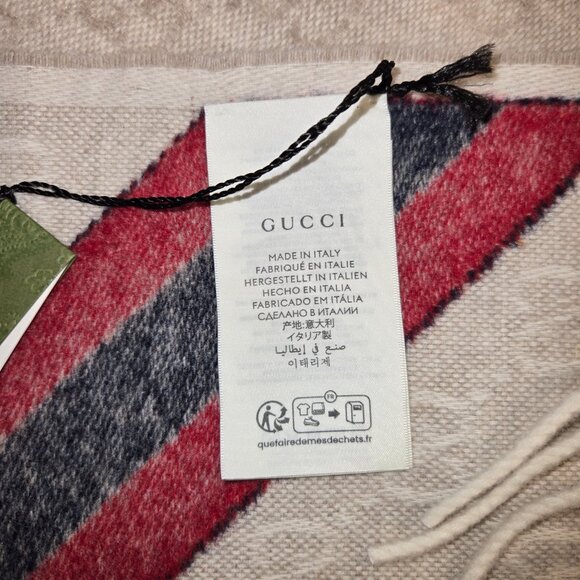 GUCCI
MADE IN ITALY
FABRIQUÉ EN ITALIE
HERGESTELLT IN ITALIEN
HECHO EN ITALIA
FABRICADO EM ITÁLIA
СДЕЛАНО В ИТАЛИИ
产地:意大利
イタリア製
صنع في إيطاليا
이태리제
FR
quefairedemesdechets.fr